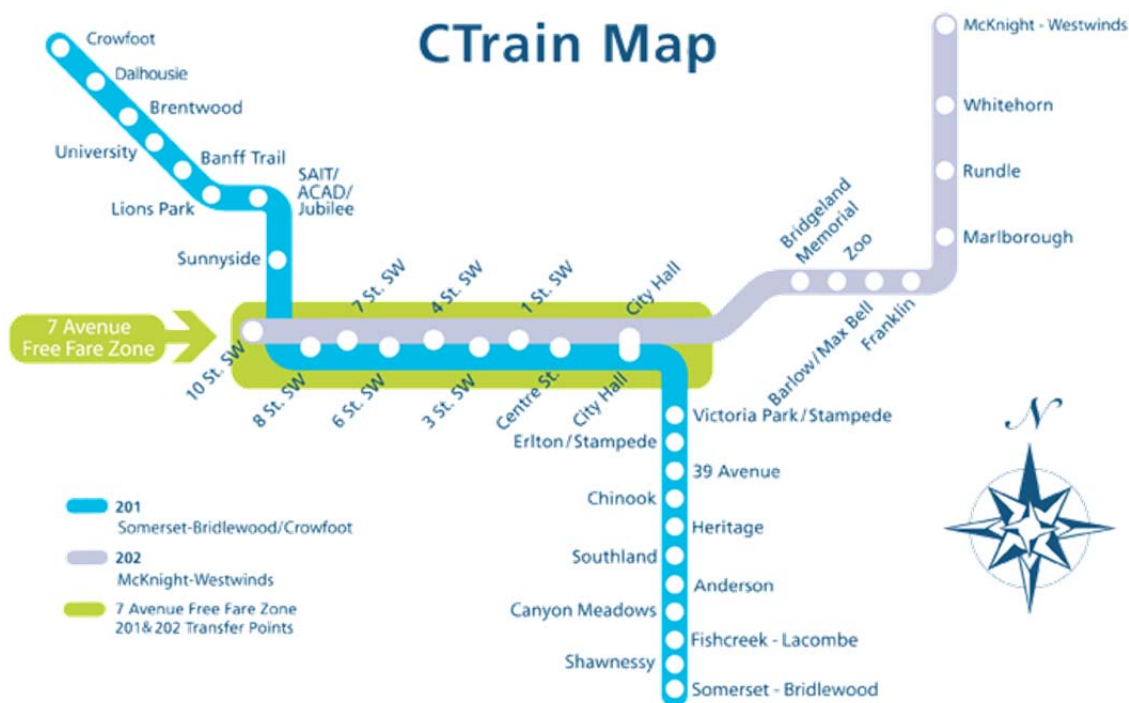 CTrain Map
Crowfoot
Dalhousie
Brentwood
University
Banff Trail
Lions Park
SAIT/
ACAD/
Jubilee
Sunnyside
7 Avenue
Free Fare Zone
10 St. SW
8 St. SW
7 St. SW
6 St. SW
4 St. SW
3 St. SW
1 St. SW
Centre St.
City Hall
City Hall
Bridgeland
Memorial
Zoo
Barlow/Max Bell
Franklin
McKnight - Westwinds
Whitehorn
Rundle
Marlborough
Victoria Park/Stampede
Erlton/Stampede
39 Avenue
Chinook
Heritage
Southland
Anderson
Canyon Meadows
Fishcreek - Lacombe
Shawnessy
Somerset - Bridlewood
201
Somerset-Bridlewood/Crowfoot
202
McKnight-Westwinds
7 Avenue Free Fare Zone
201&202 Transfer Points
N